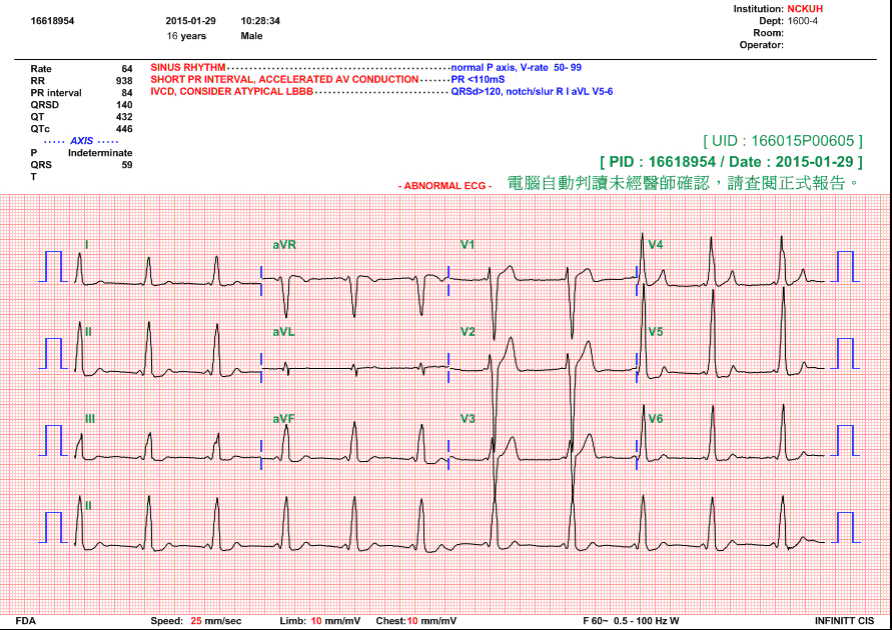 Institution: NCKUH
16618954 2015-01-29 10:28:34 Dept: 1600-4
16 years Male Room:
Operator:
Rate 64 SINUS RHYTHM normal P axis, V-rate 50- 99
RR 938 SHORT PR INTERVAL, ACCELERATED AV CONDUCTION PR <110mS
PR interval 84 IVCD, CONSIDER ATYPICAL LBBB QRSd>120, notch/slur R I aVL V5-6
QRSD 140
QT 432
QTc 446
----- AXIS -----
P Indeterminate
QRS 59
T
[ UID : 166015P00605 ]
[ PID : 16618954 / Date : 2015-01-29 ]
- ABNORMAL ECG - 電腦自動判讀未經醫師確認，請查閱正式報告。
I aVR V1 V4
II aVL V2 V5
III aVF V3 V6
II
FDA Speed: 25 mm/sec Limb: 10 mm/mV Chest: 10 mm/mV F 60~ 0.5 - 100 Hz W INFINITT CIS